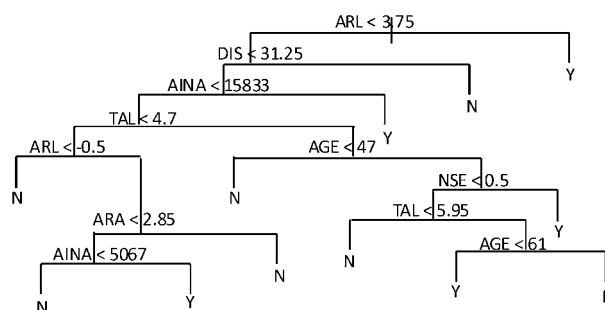 ARL < 3.75
DIS < 31.25
Y
AINA < 15833
N
TAL < 4.7
Y
ARL < -0.5
AGE < 47
N
N
NSE < 0.5
ARA < 2.85
TAL < 5.95
Y
AINA < 5067
N
N
AGE < 61
N
Y
Y